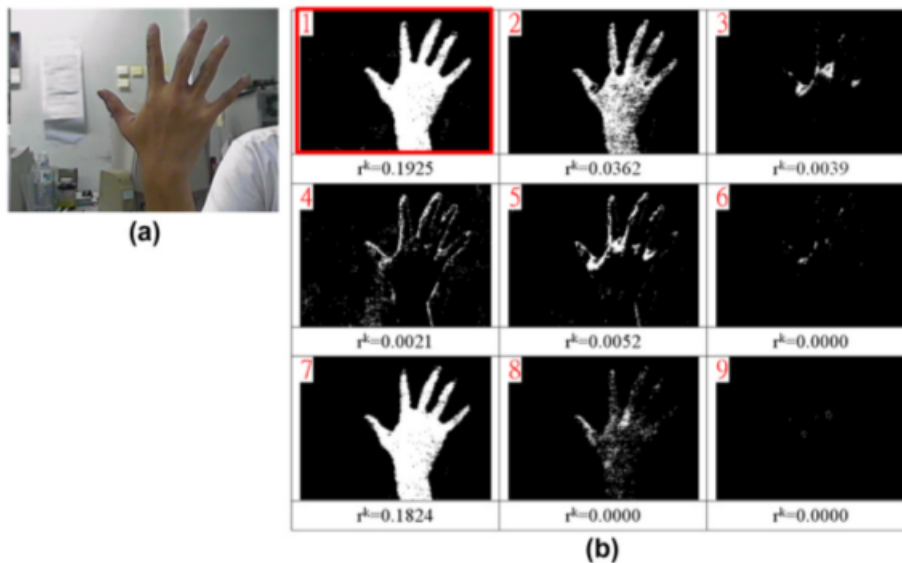 1
2
3
r^k=0.1925
r^k=0.0362
r^k=0.0039
(a)
4
5
6
r^k=0.0021
r^k=0.0052
r^k=0.0000
7
8
9
r^k=0.1824
r^k=0.0000
r^k=0.0000
(b)